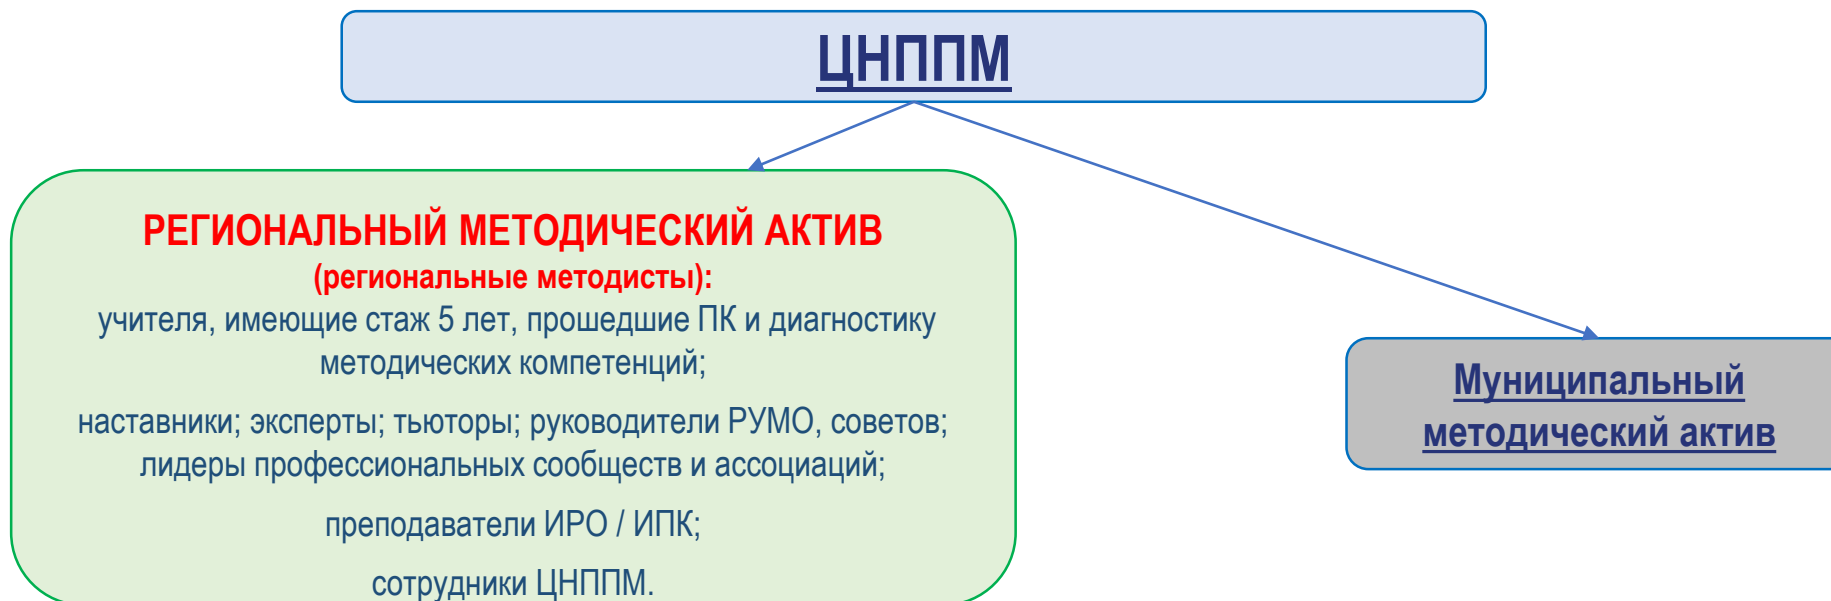 ЦНППМ
РЕГИОНАЛЬНЫЙ МЕТОДИЧЕСКИЙ АКТИВ
(региональные методисты):
учителя, имеющие стаж 5 лет, прошедшие ПК и диагностику
методических компетенций;
наставники; эксперты; тьюторы; руководители РУМО, советов;
лидеры профессиональных сообществ и ассоциаций;
преподаватели ИРО / ИПК;
сотрудники ЦНППМ.
Муниципальный
методический актив